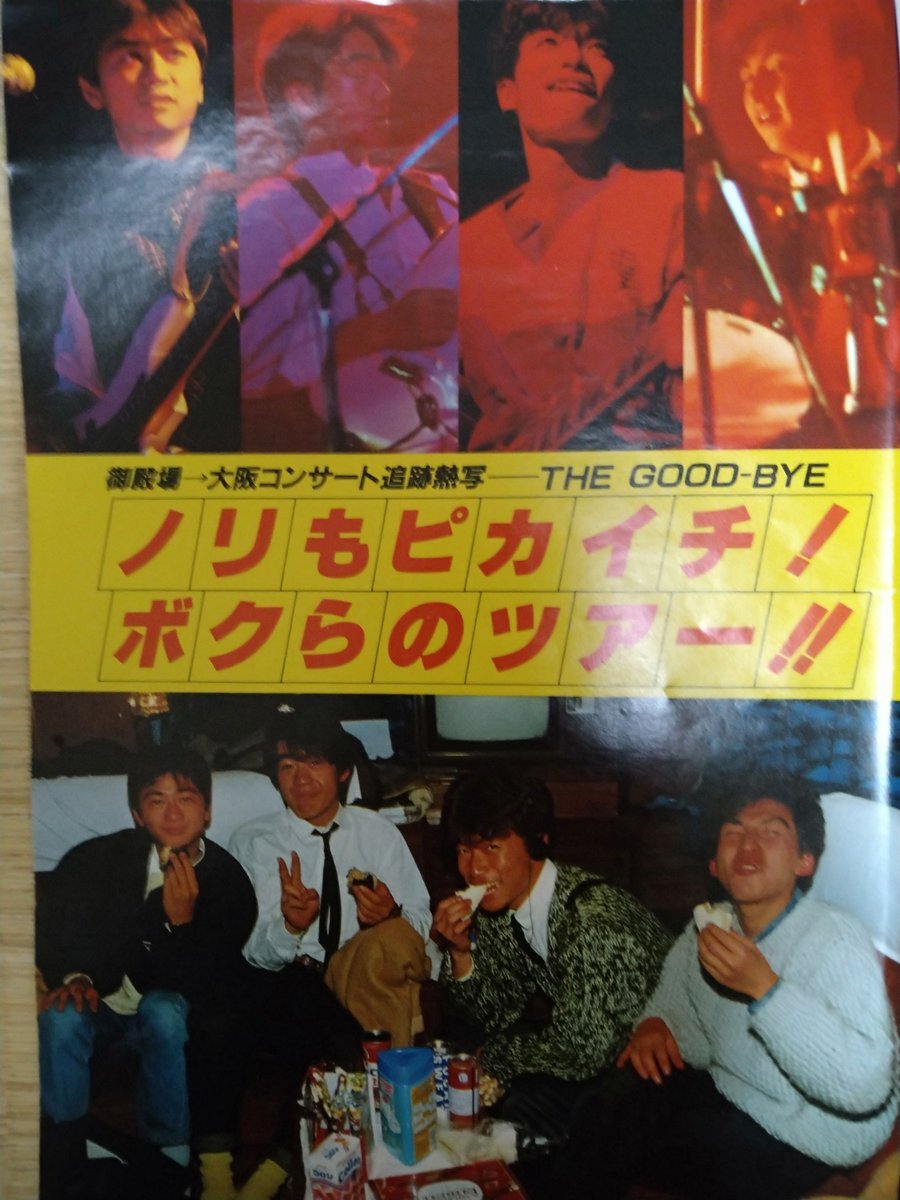 御殿場→大阪コンサート追跡熱写──THE GOOD-BYE
ノリもピカイチ!
ボクらのツアー!!